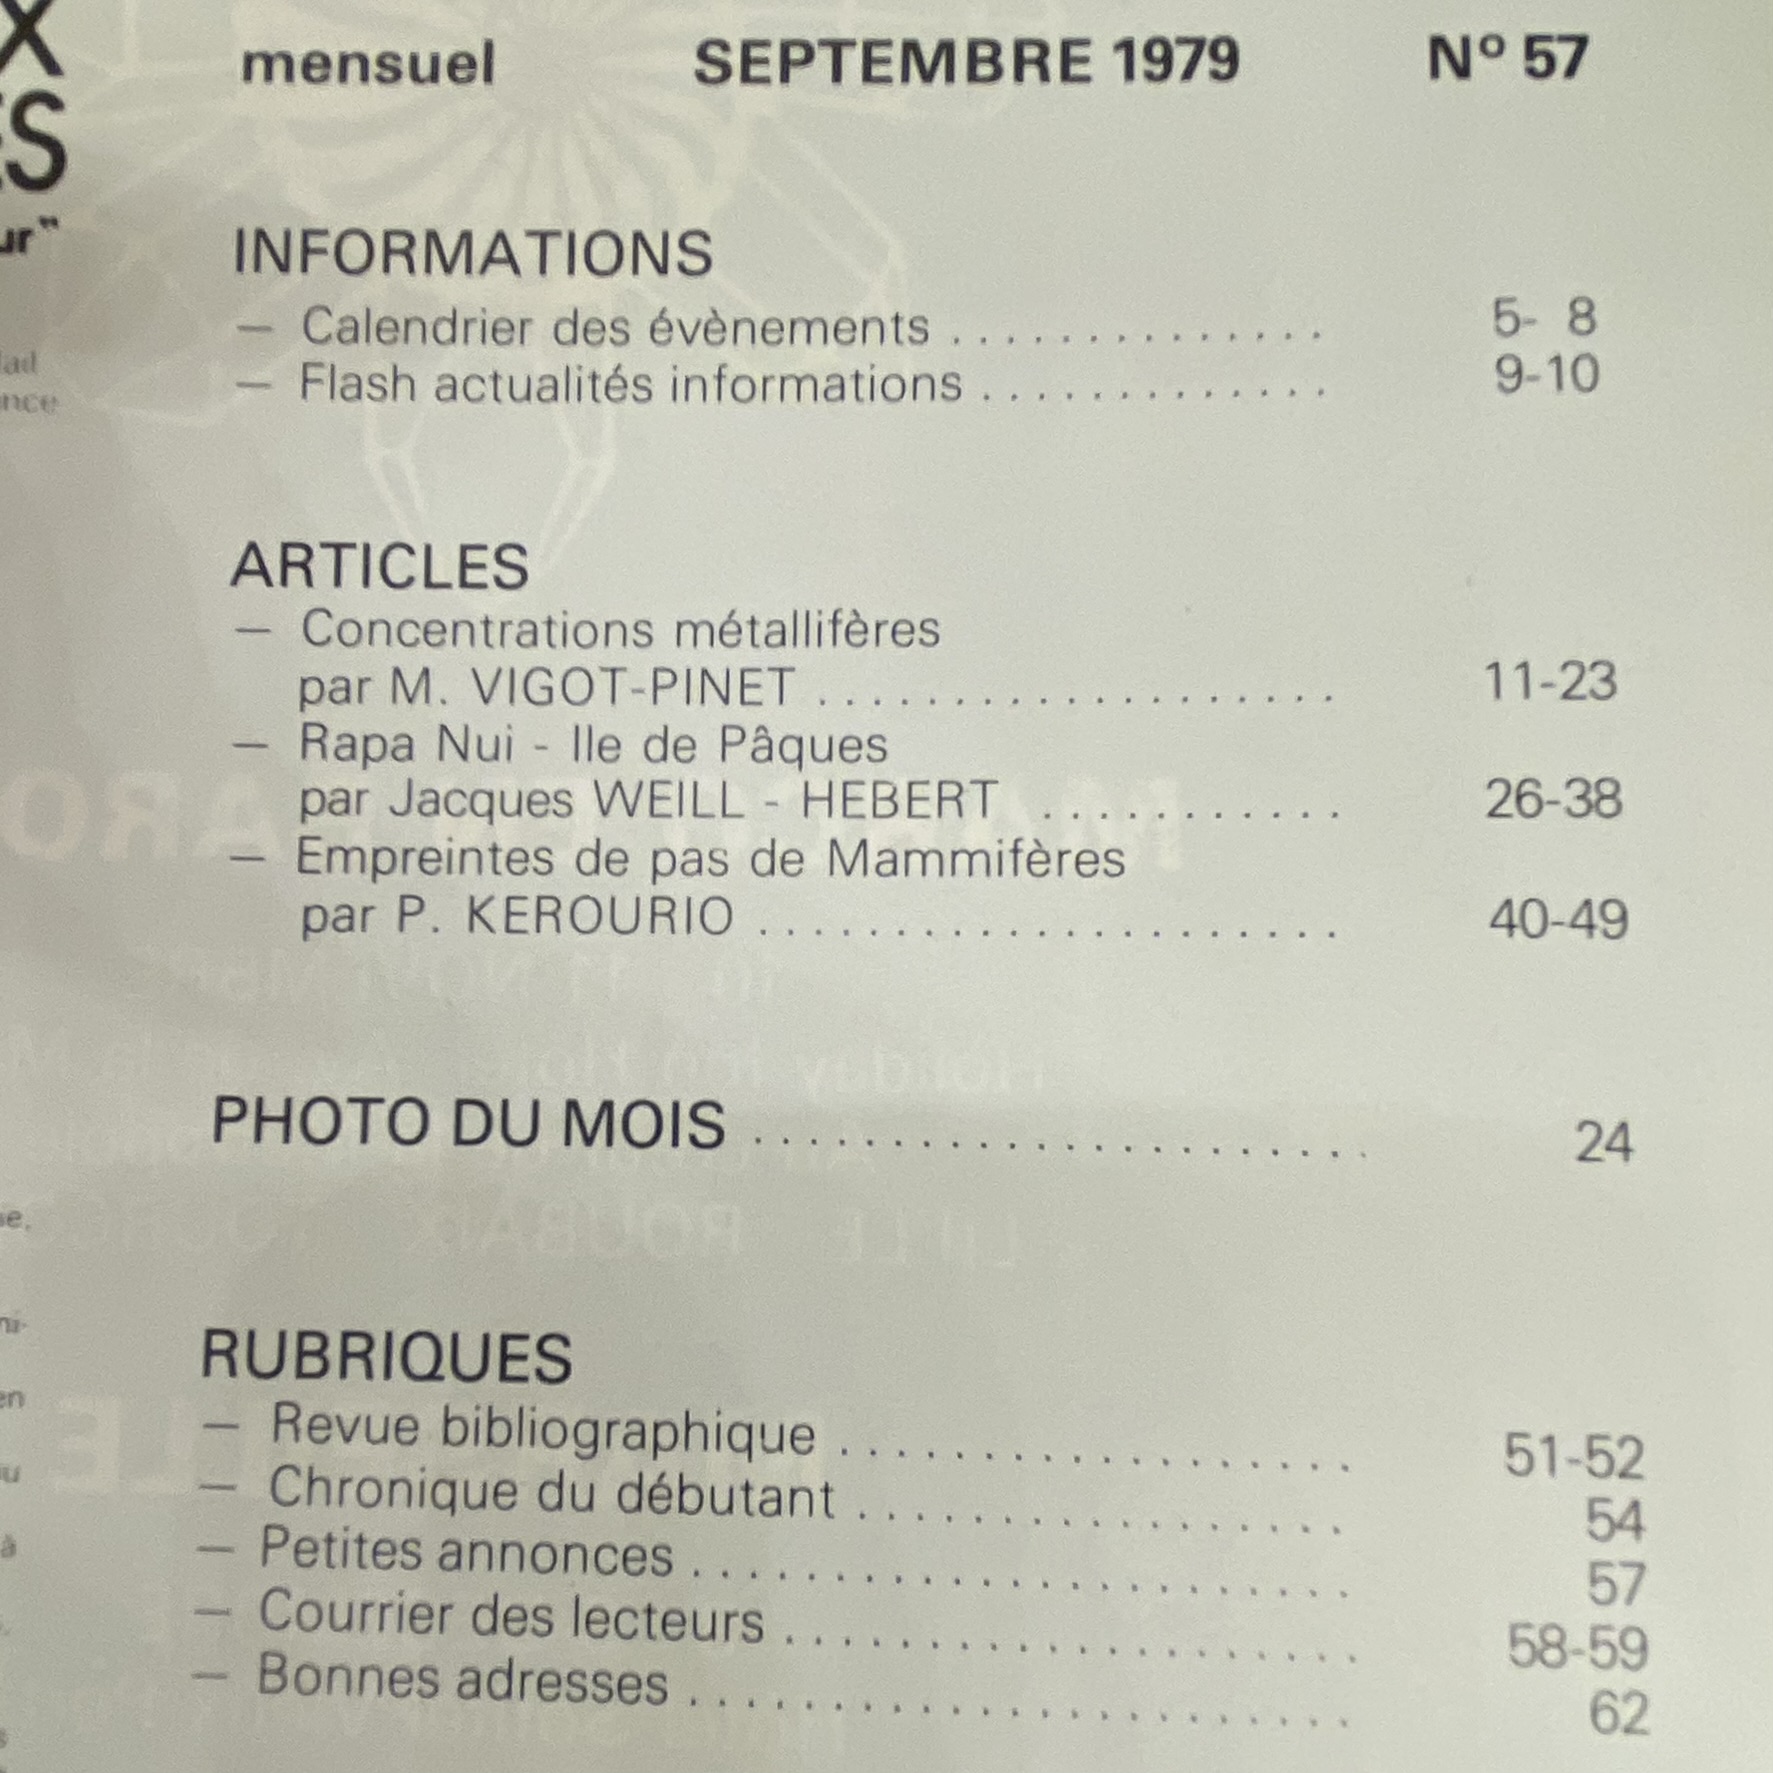 mensuel SEPTEMBRE 1979 Nº 57
INFORMATIONS
— Calendrier des évènements . . . . . . . . . . . . . . 5- 8
— Flash actualités informations . . . . . . . . . . . . . 9-10
ARTICLES
— Concentrations métallifères
par M. VIGOT-PINET . . . . . . . . . . . . . . . . . . . 11-23
— Rapa Nui - Ile de Pâques
par Jacques WEILL - HEBERT . . . . . . . . . . . 26-38
— Empreintes de pas de Mammifères
par P. KEROURIO . . . . . . . . . . . . . . . . . . . . . . 40-49
PHOTO DU MOIS . . . . . . . . . . . . . . . . . . . . . . 24
RUBRIQUES
— Revue bibliographique . . . . . . . . . . . . . . . . . . 51-52
— Chronique du débutant . . . . . . . . . . . . . . . . . 54
— Petites annonces . . . . . . . . . . . . . . . . . . . . . . . 57
— Courrier des lecteurs . . . . . . . . . . . . . . . . . . . . 58-59
— Bonnes adresses . . . . . . . . . . . . . . . . . . . . . . . 62